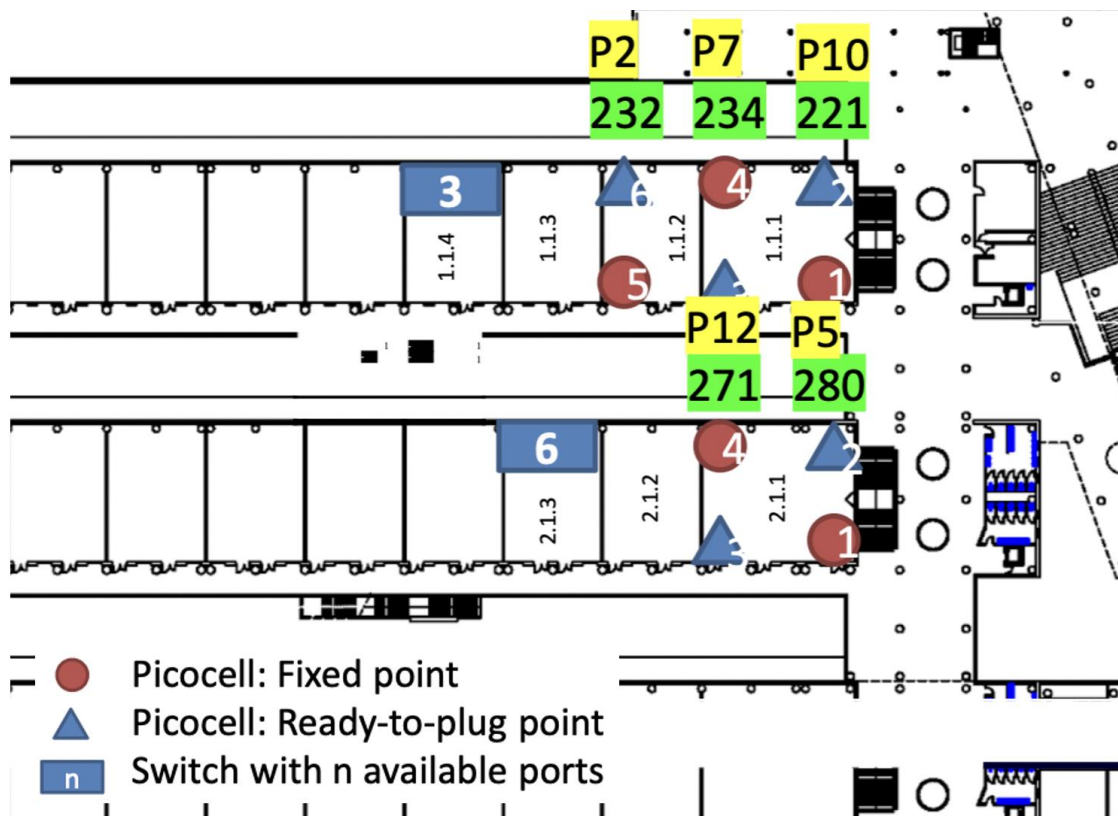 P2 P7 P10
232 234 221
3 6 4 2
1.1.4 1.1.3 1.1.2 1.1.1
5 3 1
P12 P5
271 280
6 4 2
2.1.3 2.1.2 2.1.1
3 1
Picocell: Fixed point
Picocell: Ready-to-plug point
n Switch with n available ports